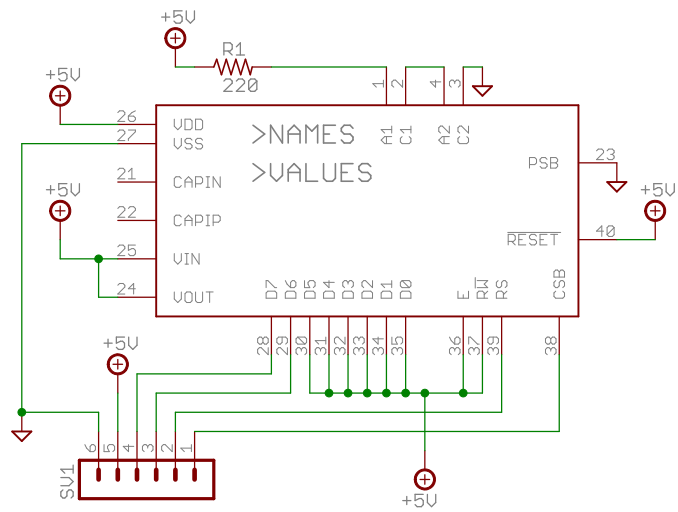 +5V
R1
220
1
2
4
3
+5V
26
VDD
27
VSS
>NAMES
A1
C1
A2
C2
>VALUES
21
CAPIN
PSB
23
22
CAPIP
+5V
+5V
25
VIN
RESET
40
24
VOUT
D7
D6
D5
D4
D3
D2
D1
D0
E
RW
RS
CSB
28
29
30
31
32
33
34
35
36
37
39
38
+5V
6
5
4
3
2
1
SV1
+5V